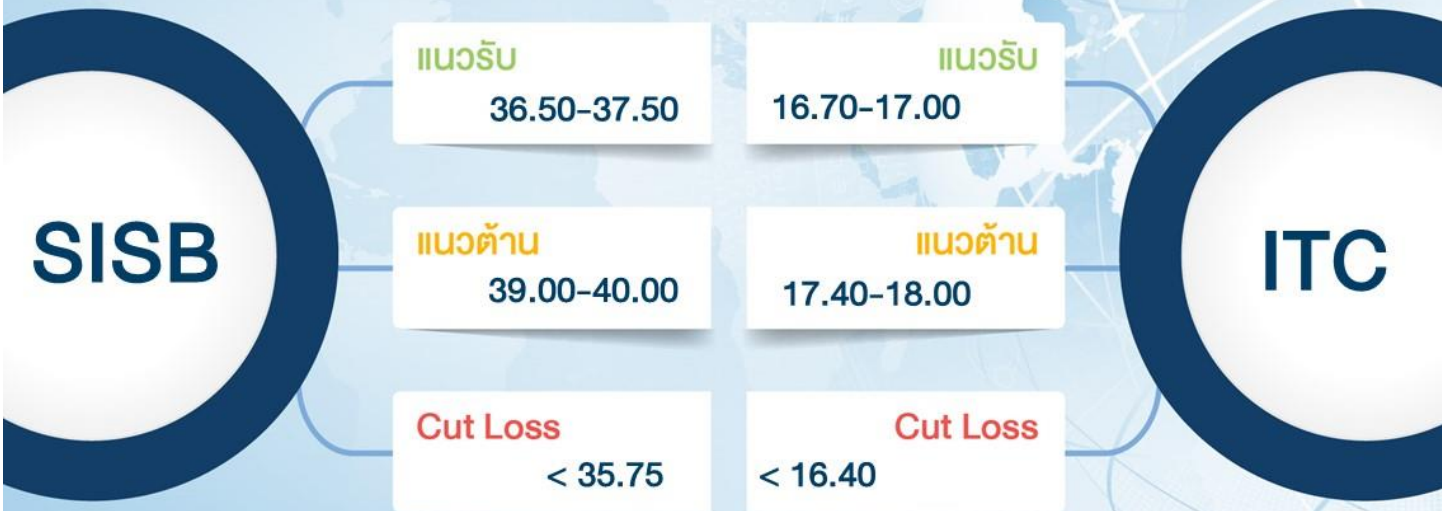 SISB
แนวรับ
36.50-37.50
แนวต้าน
39.00-40.00
Cut Loss
< 35.75
แนวรับ
16.70-17.00
แนวต้าน
17.40-18.00
Cut Loss
< 16.40
ITC